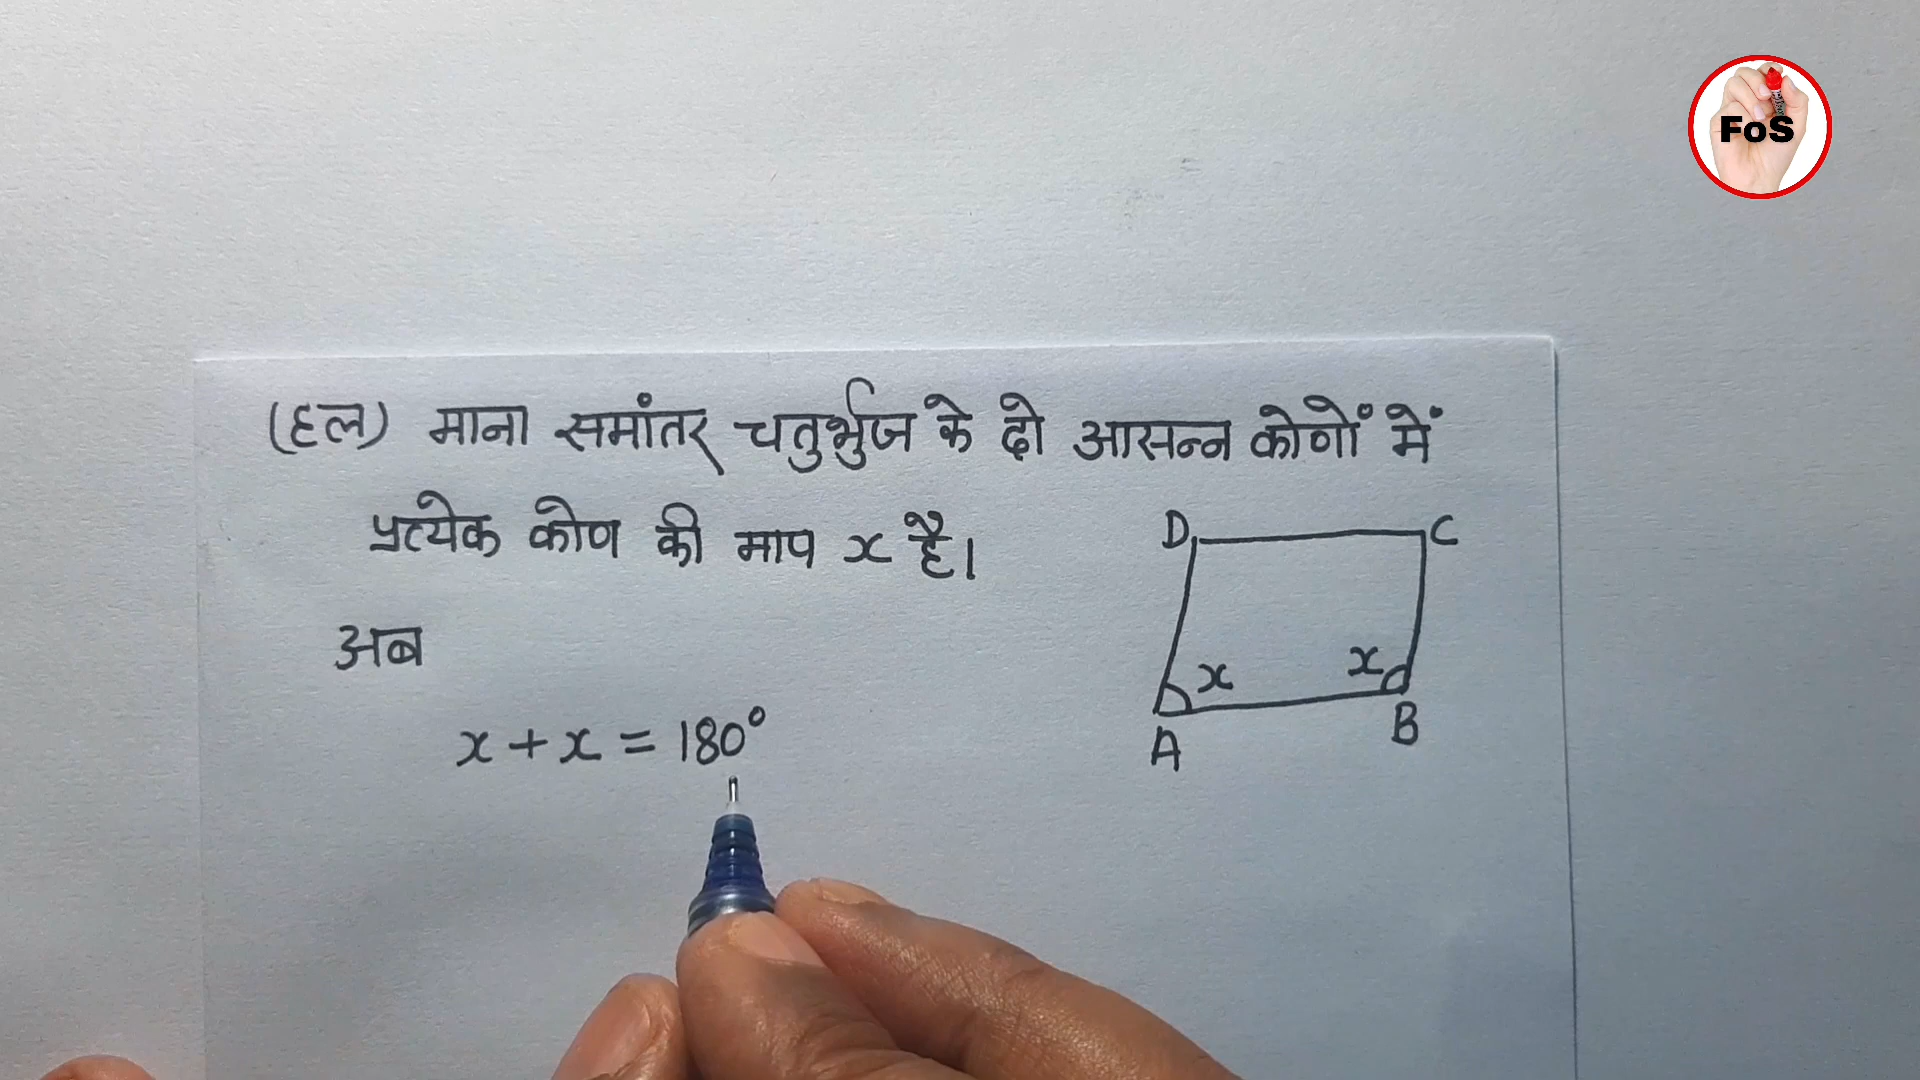 FoS
(हल) माना समांतर चतुर्भुज के दो आसन्न कोणों में
प्रत्येक कोण की माप x है।
अब
x + x = 180°
D C
x x
A B